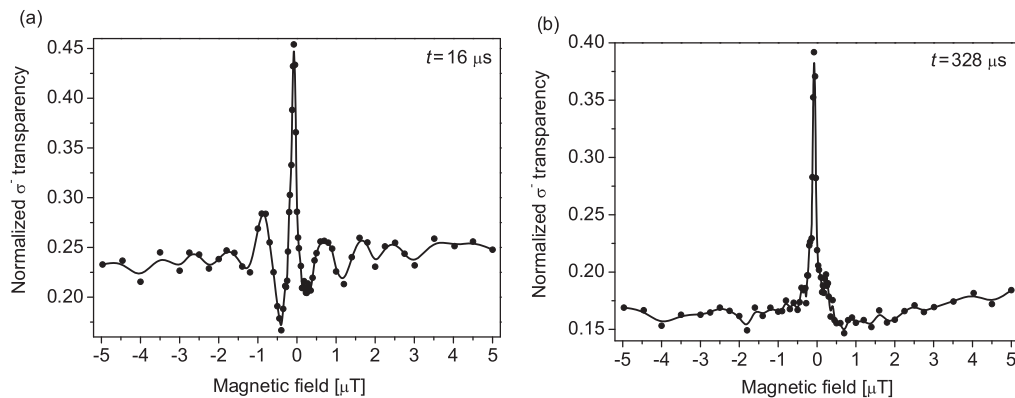 (a)
t = 16 μs
Normalized σ⁻ transparency
0.45
0.40
0.35
0.30
0.25
0.20
-5 -4 -3 -2 -1 0 1 2 3 4 5
Magnetic field [μT]
(b)
t = 328 μs
Normalized σ⁻ transparency
0.40
0.35
0.30
0.25
0.20
0.15
-5 -4 -3 -2 -1 0 1 2 3 4 5
Magnetic field [μT]